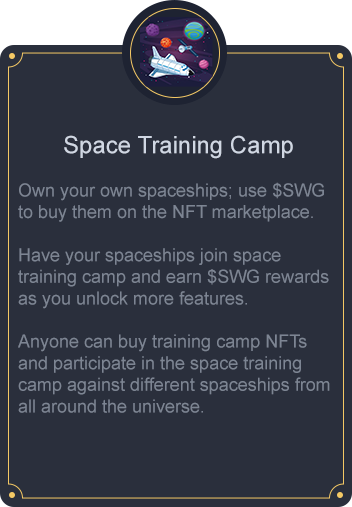 Space Training Camp
Own your own spaceships; use $SWG
to buy them on the NFT marketplace.
Have your spaceships join space
training camp and earn $SWG rewards
as you unlock more features.
Anyone can buy training camp NFTs
and participate in the space training
camp against different spaceships from
all around the universe.